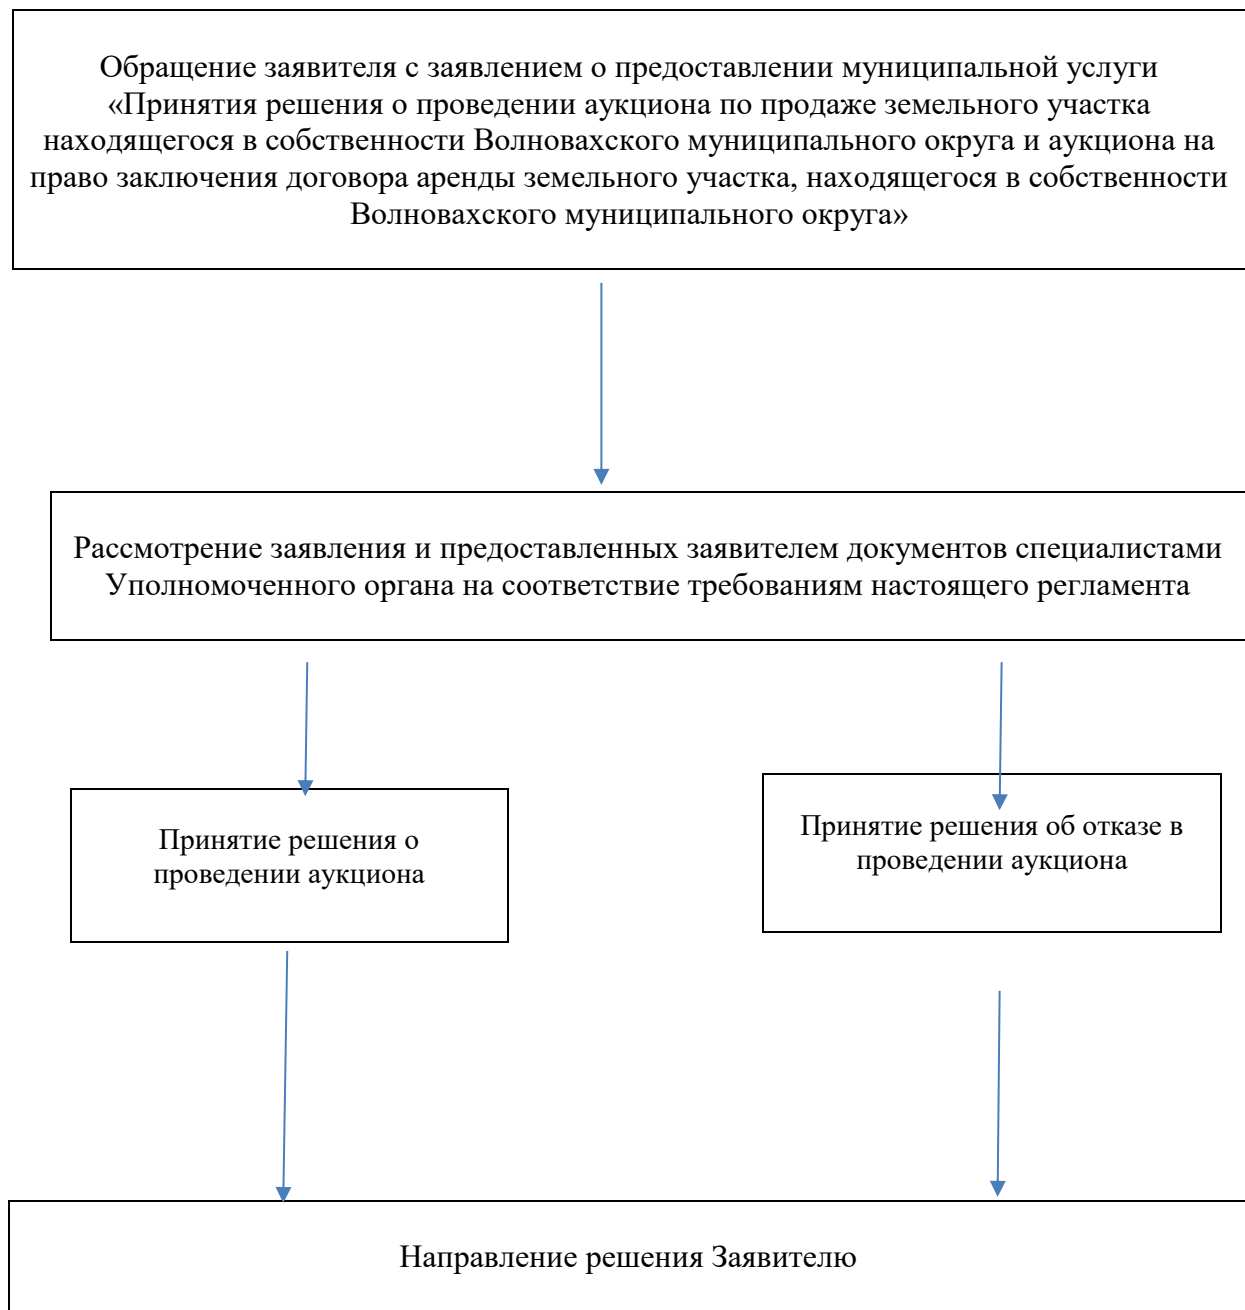 Обращение заявителя с заявлением о предоставлении муниципальной услуги
«Принятия решения о проведении аукциона по продаже земельного участка
находящегося в собственности Волновахского муниципального округа и аукциона на
право заключения договора аренды земельного участка, находящегося в собственности
Волновахского муниципального округа»
Рассмотрение заявления и предоставленных заявителем документов специалистами
Уполномоченного органа на соответствие требованиям настоящего регламента
Принятие решения о
проведении аукциона
Принятие решения об отказе в
проведении аукциона
Направление решения Заявителю